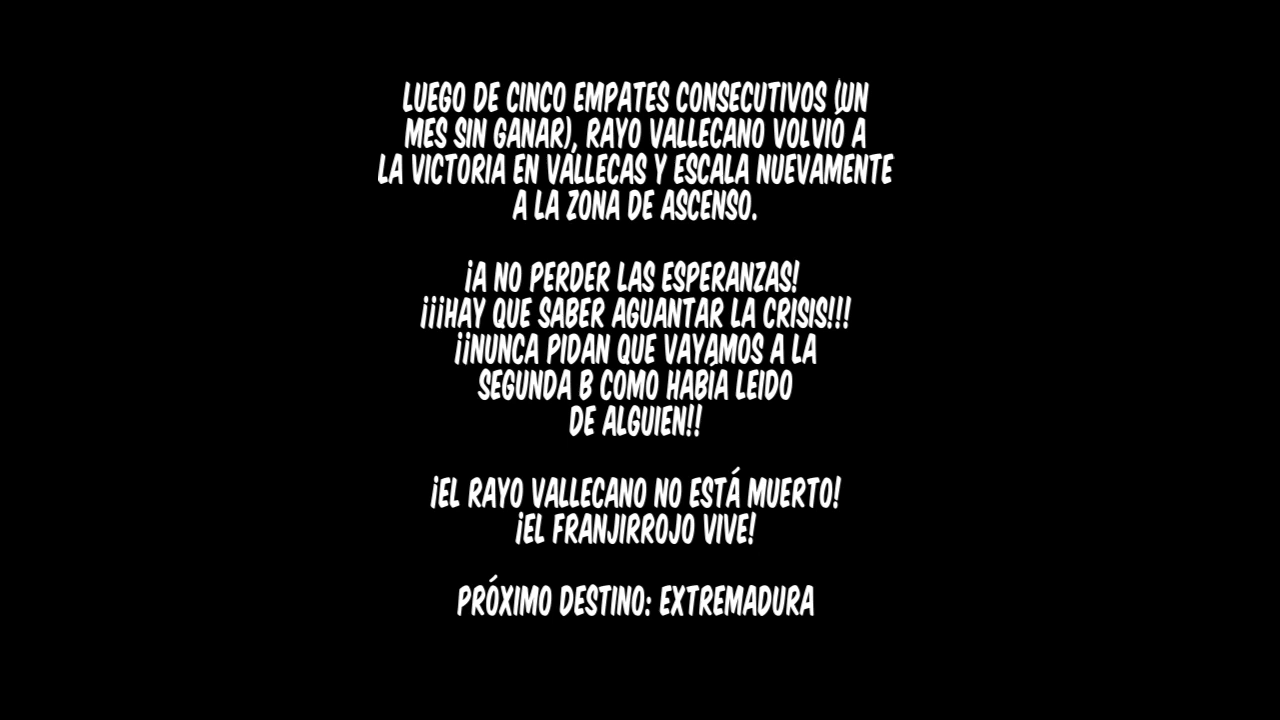 LUEGO DE CINCO EMPATES CONSECUTIVOS (UN
MES SIN GANAR), RAYO VALLECANO VOLVIÓ A
LA VICTORIA EN VALLECAS Y ESCALA NUEVAMENTE
A LA ZONA DE ASCENSO.
¡A NO PERDER LAS ESPERANZAS!
¡¡¡HAY QUE SABER AGUANTAR LA CRISIS!!!
¡¡NUNCA PIDAN QUE VAYAMOS A LA
SEGUNDA B COMO HABÍA LEIDO
DE ALGUIEN!!
¡EL RAYO VALLECANO NO ESTÁ MUERTO!
¡EL FRANJIRROJO VIVE!
PRÓXIMO DESTINO: EXTREMADURA